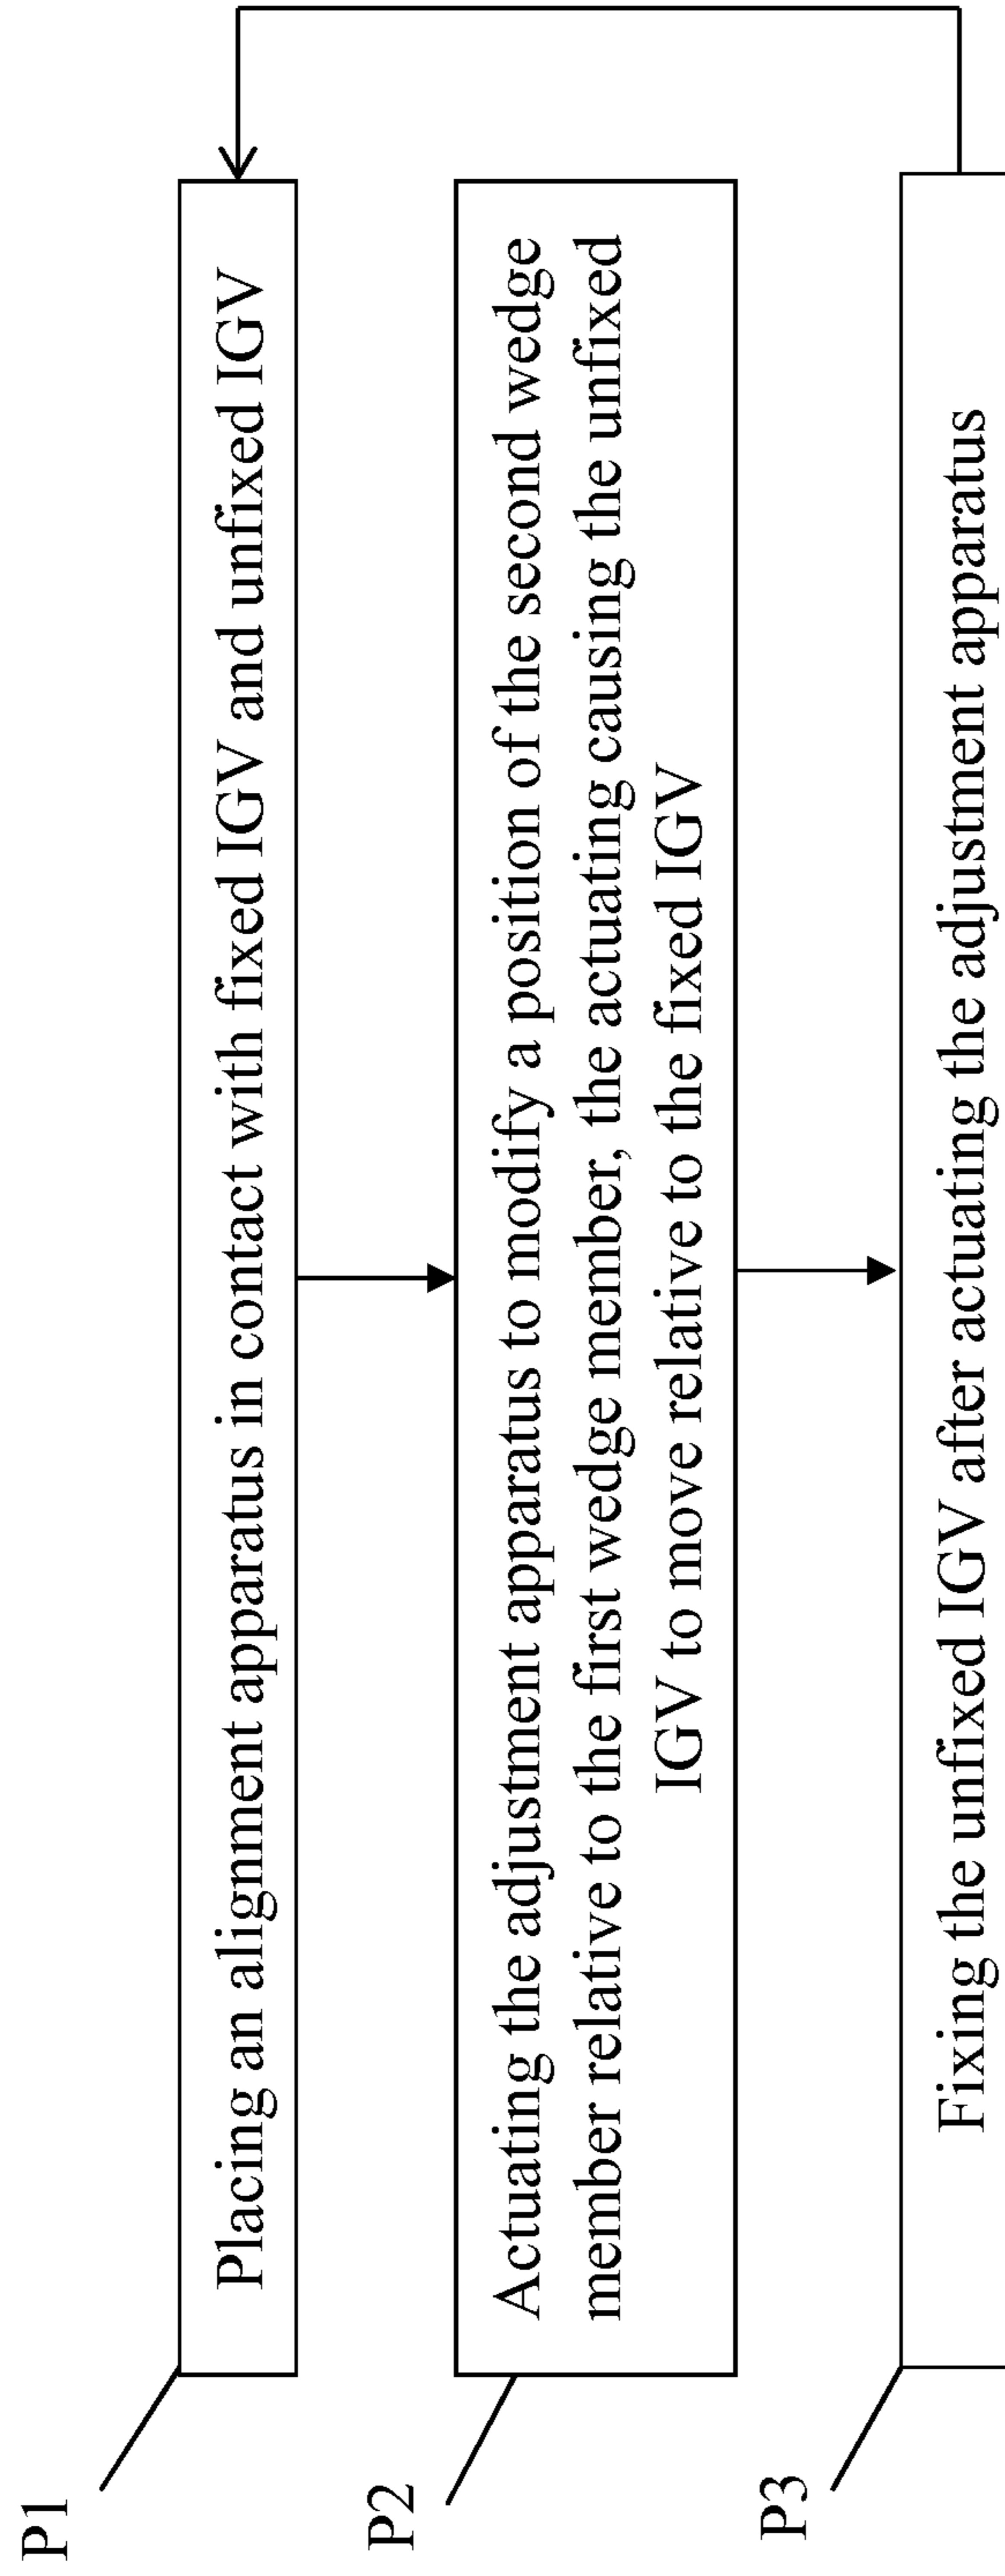 P1
Placing an alignment apparatus in contact with fixed IGV and unfixed IGV
P2
Actuating the adjustment apparatus to modify a position of the second wedge
member relative to the first wedge member, the actuating causing the unfixed
IGV to move relative to the fixed IGV
P3
Fixing the unfixed IGV after actuating the adjustment apparatus